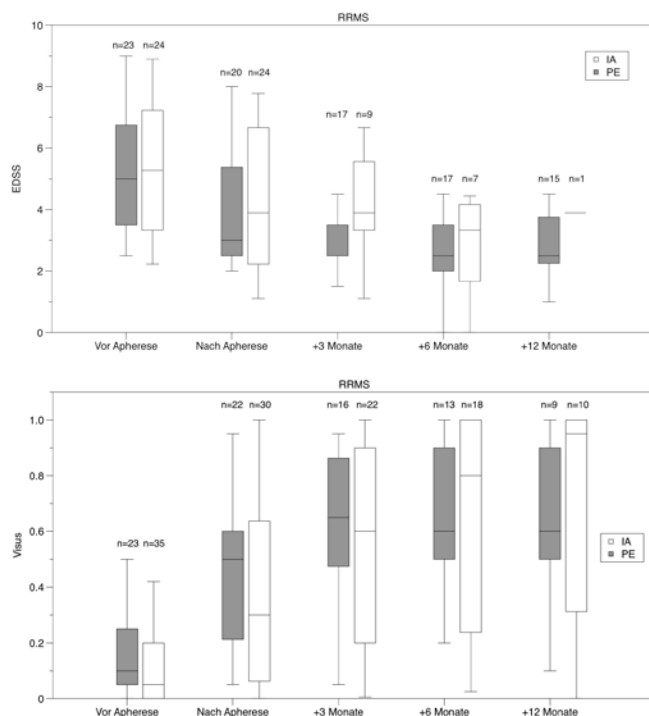 RRMS
10
n=23 n=24
IA
PE
n=20 n=24
8
n=17 n=9
6
EDSS
n=17 n=7
n=15 n=1
4
2
0
Vor Apherese Nach Apherese +3 Monate +6 Monate +12 Monate
RRMS
n=22 n=30 n=16 n=22 n=13 n=18 n=9 n=10
1.0
0.8
0.6
n=23 n=35
IA
PE
Visus
0.4
0.2
0
Vor Apherese Nach Apherese +3 Monate +6 Monate +12 Monate